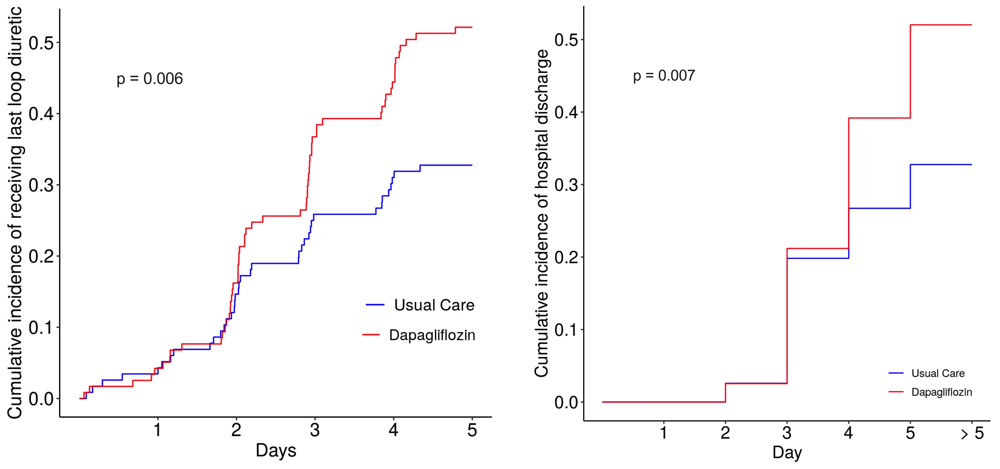 Cumulative incidence of receiving last loop diuretic
0.5
0.4
0.3
0.2
0.1
0.0
p = 0.006
Usual Care
Dapagliflozin
1 2 3 4 5
Days
Cumulative incidence of hospital discharge
0.5
0.4
0.3
0.2
0.1
0.0
p = 0.007
Usual Care
Dapagliflozin
1 2 3 4 5 > 5
Day